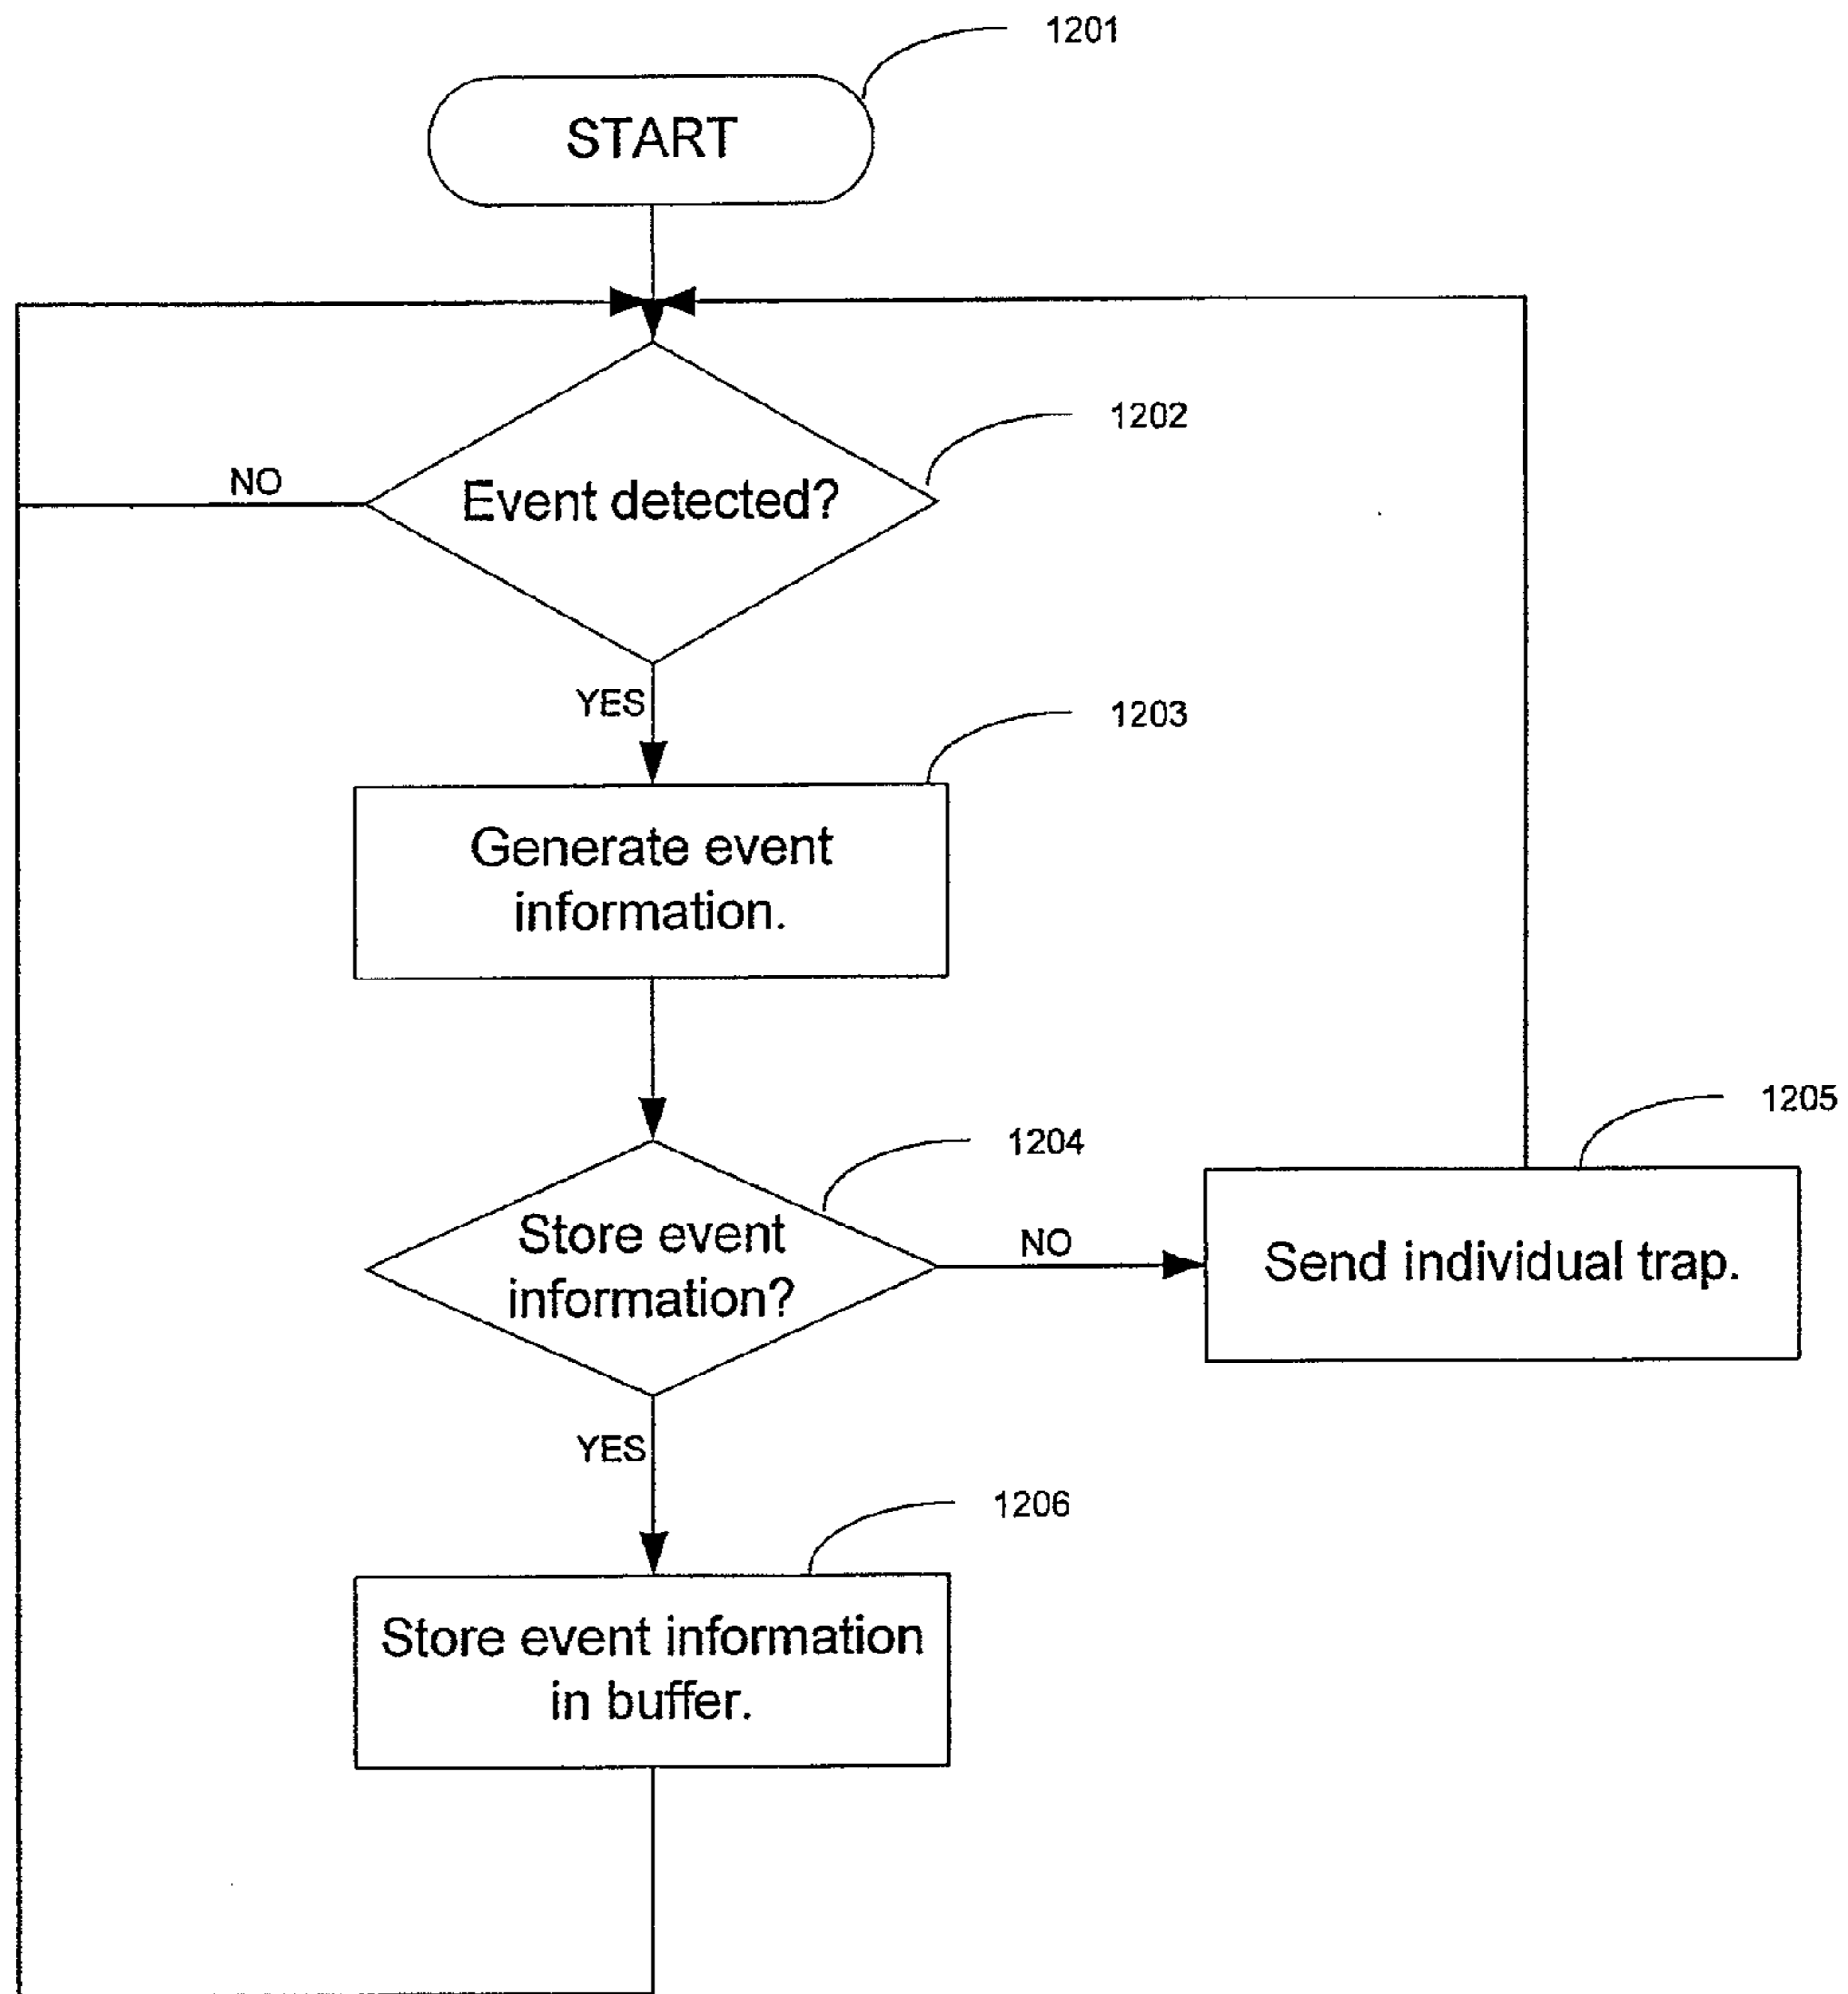 1201
START
1202
NO
Event detected?
YES
1203
Generate event
information.
1204
1205
Store event
information?
NO
Send individual trap.
YES
1206
Store event information
in buffer.